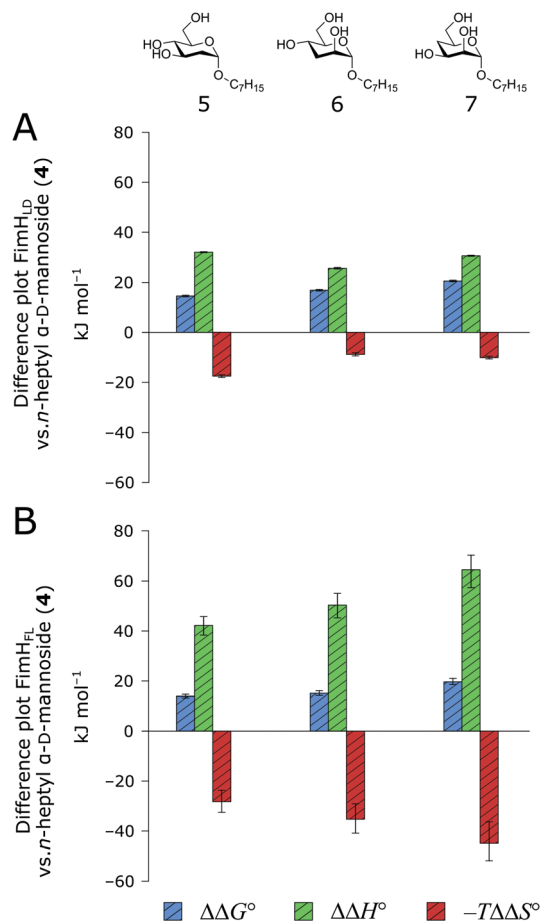 OH
OH
OH
O
OH
O
OH
O
HO
HO
HO
HO
O
C7H15
O
C7H15
O
C7H15
5
6
7
A
Difference plot FimHLD
vs.n-heptyl α-D-mannoside (4)
kJ mol−1
80
60
40
20
0
−20
−40
−60
B
Difference plot FimHFL
vs.n-heptyl α-D-mannoside (4)
kJ mol−1
80
60
40
20
0
−20
−40
−60
ΔΔG° ΔΔH° −TΔΔS°